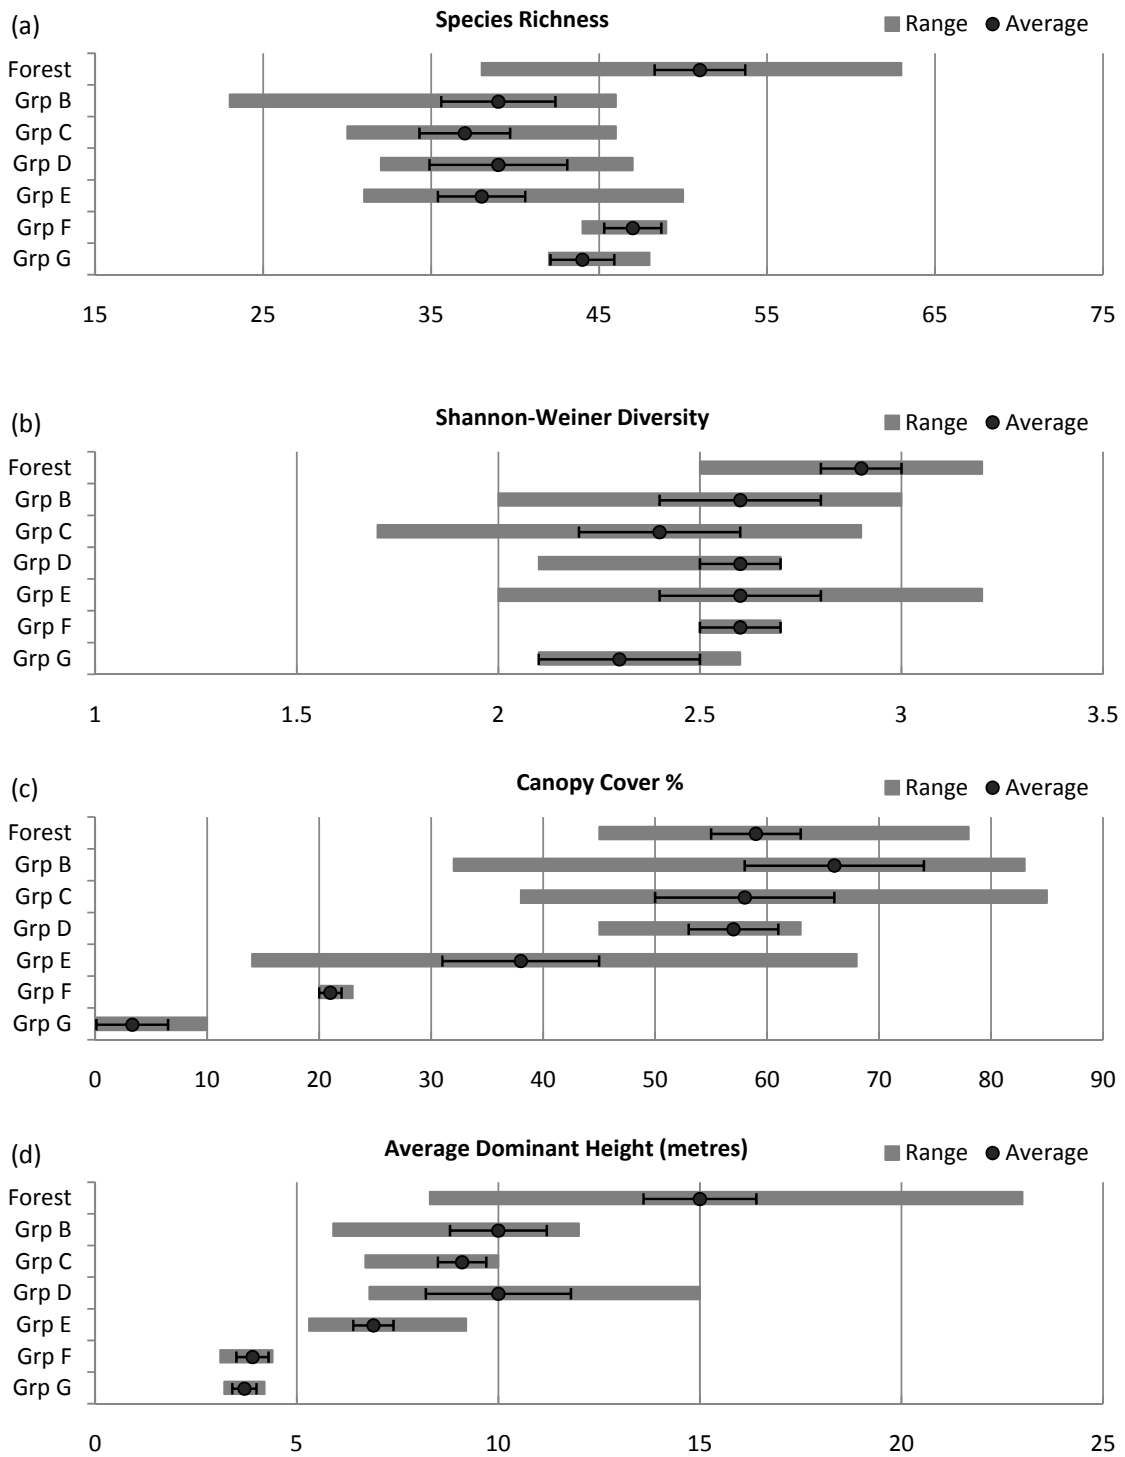 (a)
Species Richness
Range Average
Forest
Grp B
Grp C
Grp D
Grp E
Grp F
Grp G
15 25 35 45 55 65 75
(b)
Shannon-Weiner Diversity
Range Average
Forest
Grp B
Grp C
Grp D
Grp E
Grp F
Grp G
1 1.5 2 2.5 3 3.5
(c)
Canopy Cover %
Range Average
Forest
Grp B
Grp C
Grp D
Grp E
Grp F
Grp G
0 10 20 30 40 50 60 70 80 90
(d)
Average Dominant Height (metres)
Range Average
Forest
Grp B
Grp C
Grp D
Grp E
Grp F
Grp G
0 5 10 15 20 25